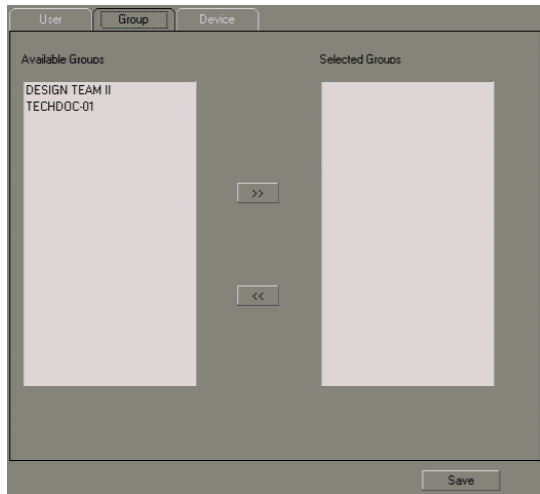 User Group Device
Available Groups Selected Groups
DESIGN TEAM II
TECHDOC-01
>>
<<
Save